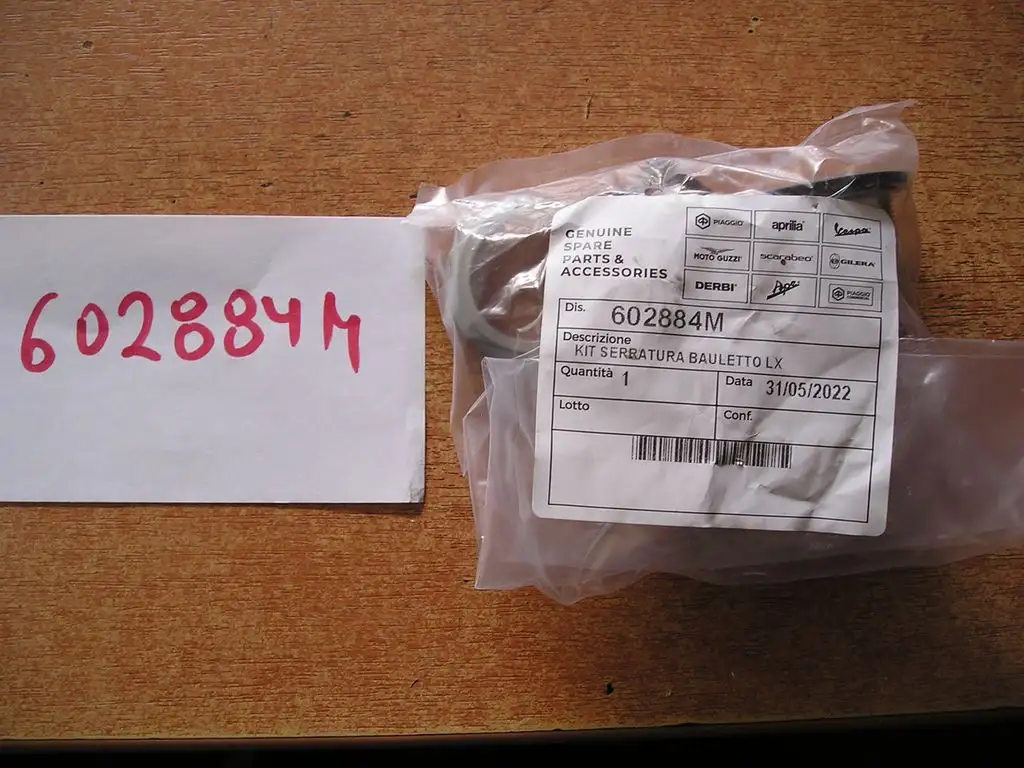 602884M
GENUINE
SPARE
PARTS &
ACCESSORIES
PIAGGIO aprilia Vespa
MOTO GUZZI scarabeo GILERA
DERBI Ape PIAGGIO
Dis. 602884M
Descrizione
KIT SERRATURA BAULETTO LX
Quantità 1 Data 31/05/2022
Lotto Conf.